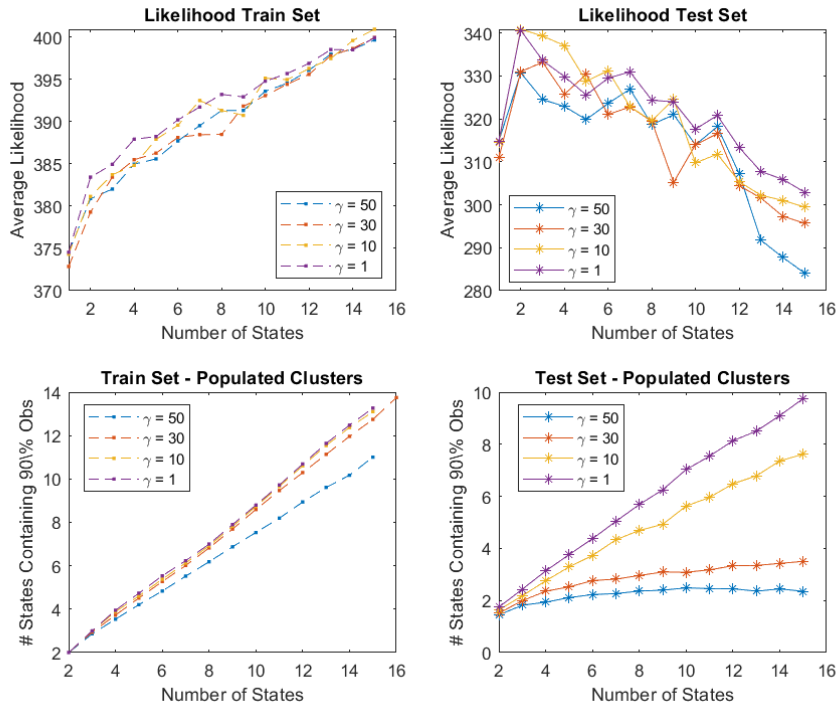 Likelihood Train Set
Average Likelihood
400
395
390
385
380
375
370
γ = 50
γ = 30
γ = 10
γ = 1
2 4 6 8 10 12 14 16
Number of States
Likelihood Test Set
Average Likelihood
340
330
320
310
300
290
280
γ = 50
γ = 30
γ = 10
γ = 1
2 4 6 8 10 12 14 16
Number of States
Train Set - Populated Clusters
# States Containing 90\% Obs
14
12
10
8
6
4
2
γ = 50
γ = 30
γ = 10
γ = 1
2 4 6 8 10 12 14 16
Number of States
Test Set - Populated Clusters
# States Containing 90\% Obs
10
8
6
4
2
0
γ = 50
γ = 30
γ = 10
γ = 1
2 4 6 8 10 12 14 16
Number of States